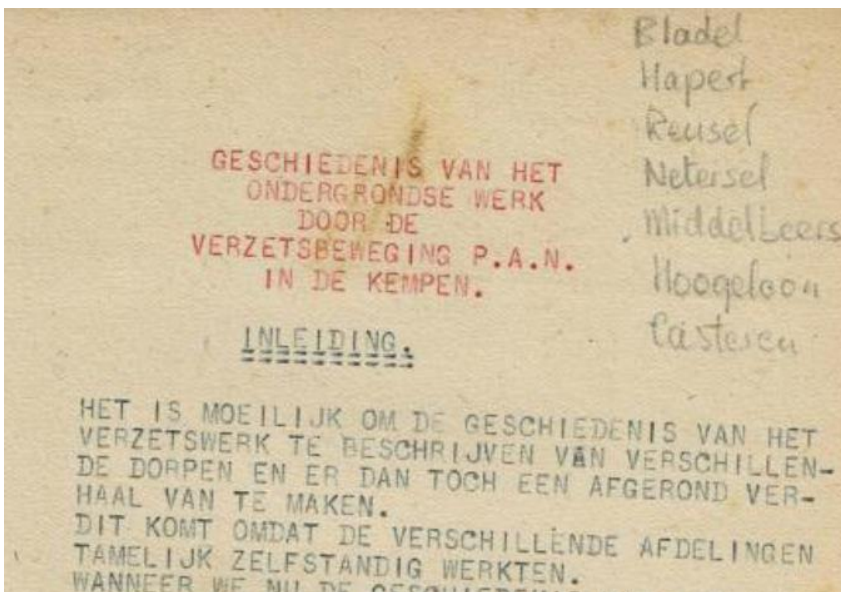 Bladel
Hapert
Reusel
Netersel
Middelbeers
Hoogeloon
Casteren
GESCHIEDENIS VAN HET
ONDERGRONDSE WERK
DOOR DE
VERZETSBEWEGING P.A.N.
IN DE KEMPEN.
INLEIDING.
HET IS MOEILIJK OM DE GESCHIEDENIS VAN HET
VERZETSWERK TE BESCHRIJVEN VAN VERSCHILLEN-
DE DORPEN EN ER DAN TOCH EEN AFGEROND VER-
HAAL VAN TE MAKEN.
DIT KOMT OMDAT DE VERSCHILLENDE AFDELINGEN
TAMELIJK ZELFSTANDIG WERKTEN.
WANNEER WE NU DE GESCHIEDENIS